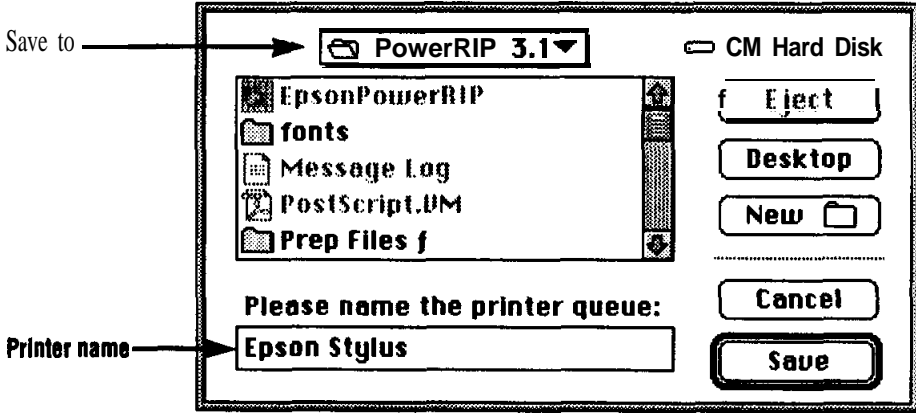 Save to
PowerRIP 3.1
CM Hard Disk
EpsonPowerRIP
fonts
Message Log
PostScript.VM
Prep Files ƒ
Eject
Desktop
New
Please name the printer queue:
Cancel
Printer name
Epson Stylus
Save